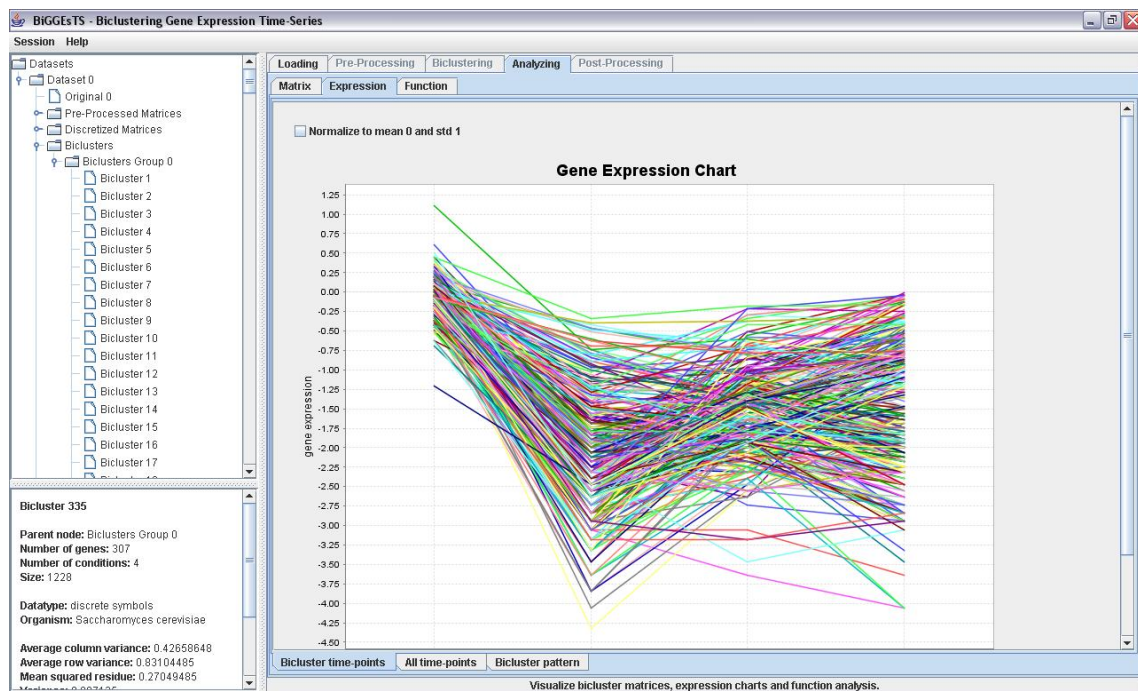 BiGGEsTS - Biclustering Gene Expression Time-Series
Session Help
Datasets
Dataset 0
Original 0
Pre-Processed Matrices
Discretized Matrices
Biclusters
Biclusters Group 0
Bicluster 1
Bicluster 2
Bicluster 3
Bicluster 4
Bicluster 5
Bicluster 6
Bicluster 7
Bicluster 8
Bicluster 9
Bicluster 10
Bicluster 11
Bicluster 12
Bicluster 13
Bicluster 14
Bicluster 15
Bicluster 16
Bicluster 17
Bicluster 335
Parent node: Biclusters Group 0
Number of genes: 307
Number of conditions: 4
Size: 1228
Datatype: discrete symbols
Organism: Saccharomyces cerevisiae
Average column variance: 0.42658648
Average row variance: 0.83104485
Mean squared residue: 0.27049485
Loading Pre-Processing Biclustering Analyzing Post-Processing
Matrix Expression Function
Normalize to mean 0 and std 1
Gene Expression Chart
gene expression
1.25
1.00
0.75
0.50
0.25
0.00
-0.25
-0.50
-0.75
-1.00
-1.25
-1.50
-1.75
-2.00
-2.25
-2.50
-2.75
-3.00
-3.25
-3.50
-3.75
-4.00
-4.25
-4.50
Bicluster time-points All time-points Bicluster pattern
Visualize bicluster matrices, expression charts and function analysis.